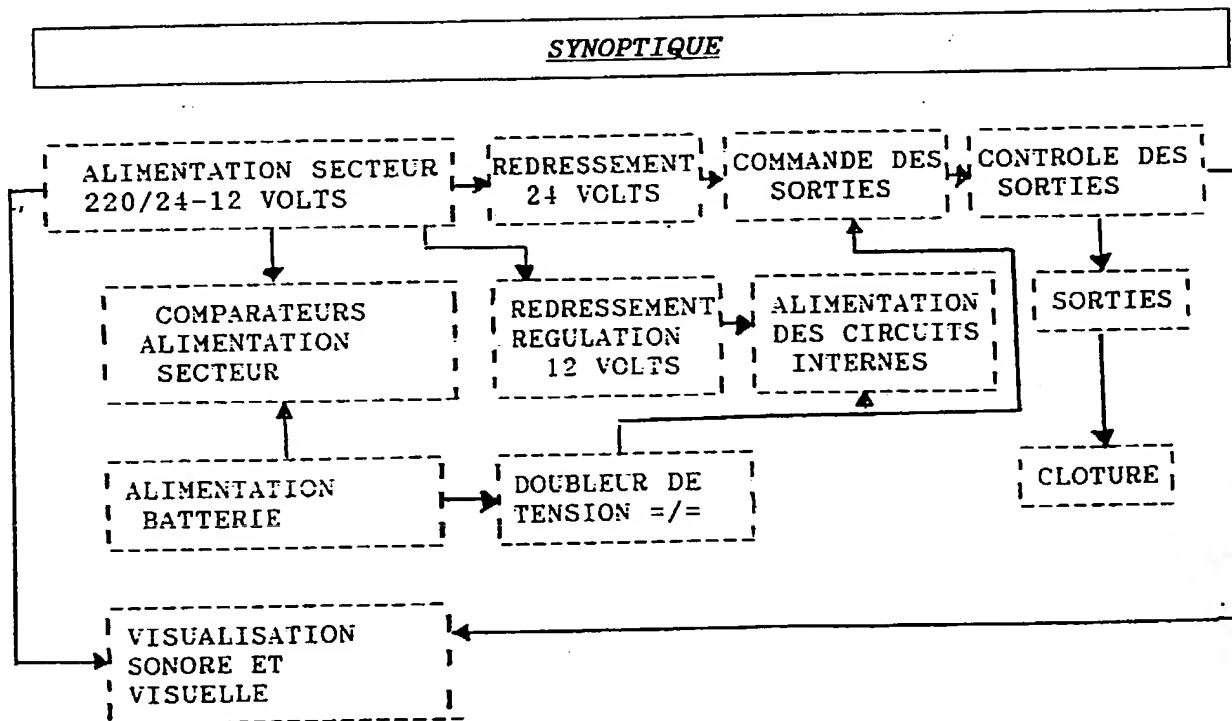 SYNOPTIQUE
ALIMENTATION SECTEUR
220/24-12 VOLTS
REDRESSEMENT
24 VOLTS
COMMANDE DES
SORTIES
CONTROLE DES
SORTIES
COMPARATEURS
ALIMENTATION
SECTEUR
REDRESSEMENT
REGULATION
12 VOLTS
ALIMENTATION
DES CIRCUITS
INTERNES
SORTIES
ALIMENTATION
BATTERIE
DOUBLEUR DE
TENSION =/=
CLOTURE
VISUALISATION
SONORE ET
VISUELLE